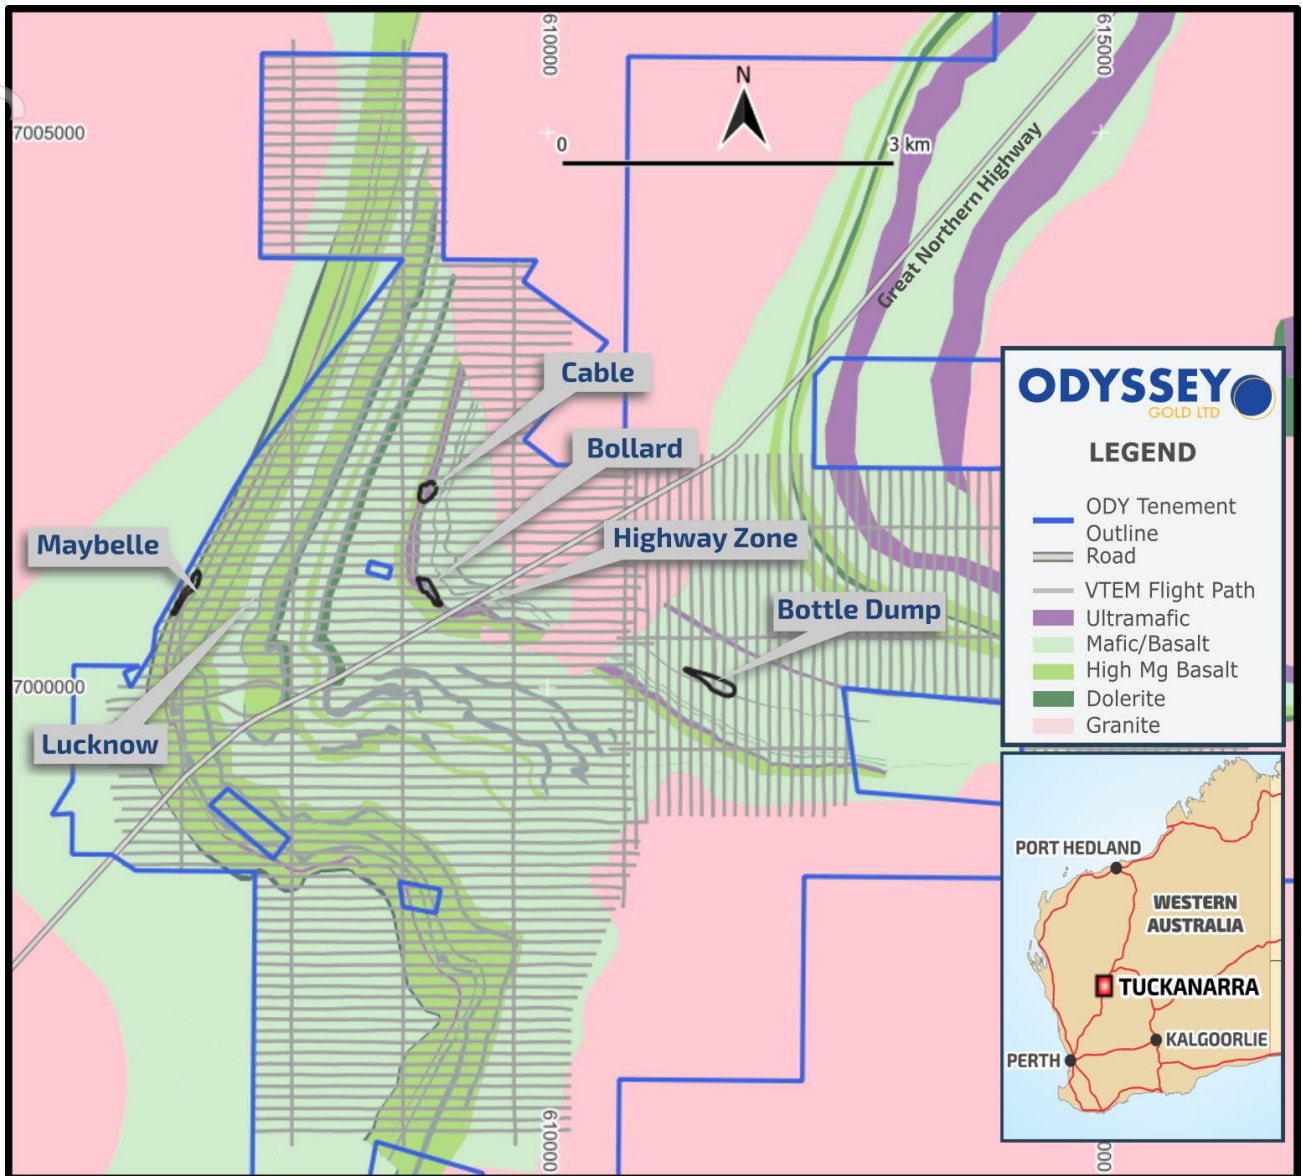 610000
615000
7005000
N
0
3 km
Great Northern Highway
Cable
Bollard
Maybelle
Highway Zone
Bottle Dump
7000000
Lucknow
610000
ODYSSEY
GOLD LTD
LEGEND
ODY Tenement
Outline
Road
VTEM Flight Path
Ultramafic
Mafic/Basalt
High Mg Basalt
Dolerite
Granite
PORT HEDLAND
WESTERN
AUSTRALIA
TUCKANARRA
KALGOORLIE
PERTH